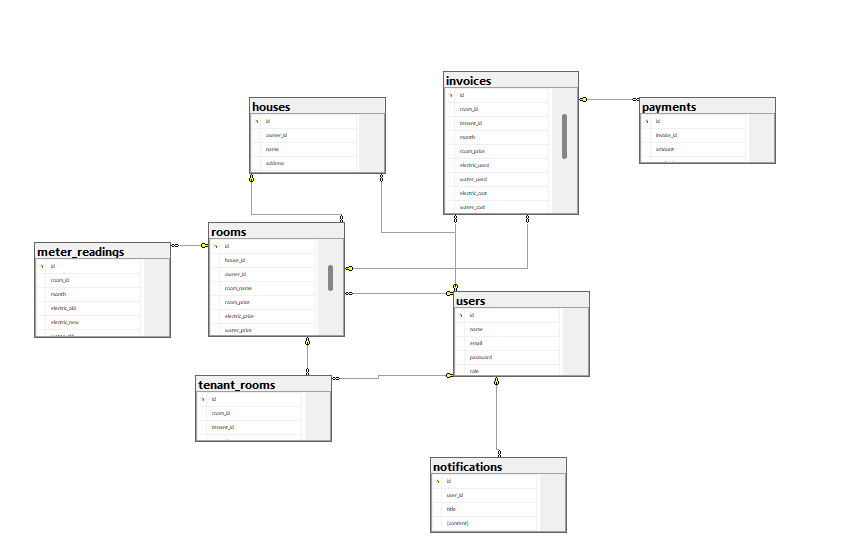 houses
id
owner_id
name
address
invoices
id
room_id
tenant_id
month
room_price
electric_used
water_used
electric_cost
water_cost
payments
id
invoice_id
amount
meter_readings
id
room_id
month
electric_old
electric_new
rooms
id
house_id
owner_id
room_name
room_price
electric_price
water_price
users
id
name
email
password
role
tenant_rooms
id
room_id
tenant_id
notifications
id
user_id
title
[content]